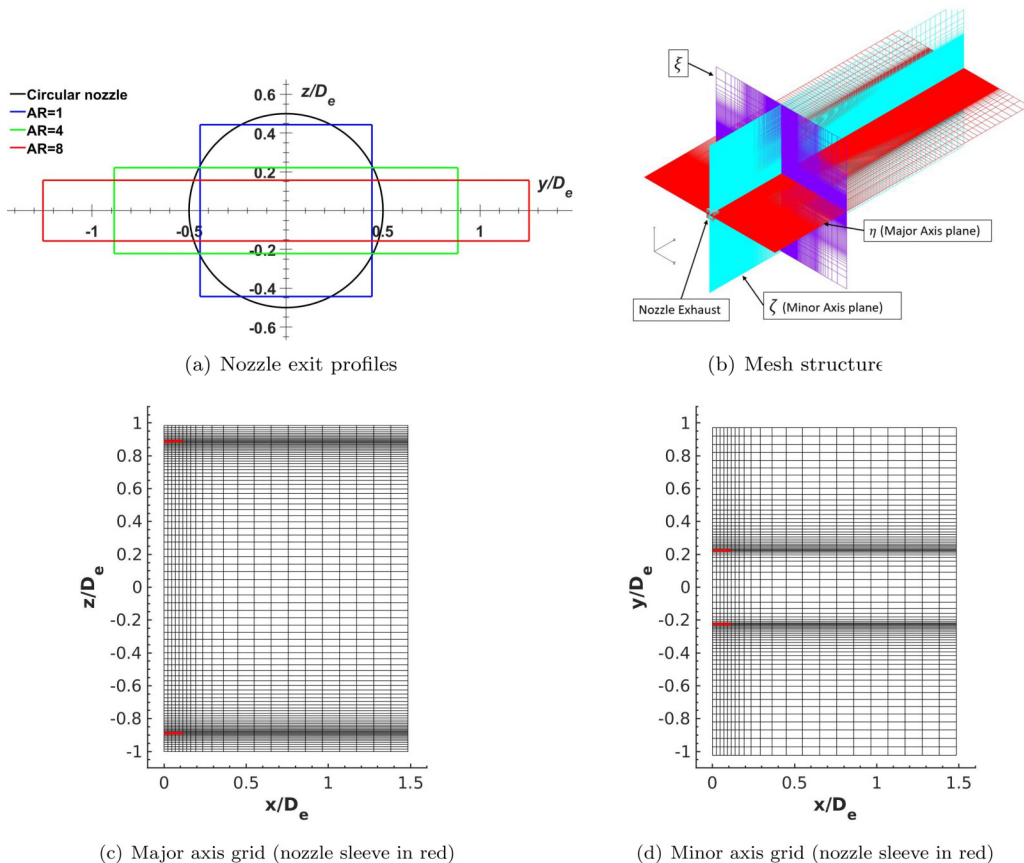 Circular nozzle
AR=1
AR=4
AR=8
z/D_e
y/D_e
0.6
0.4
0.2
-0.2
-0.4
-0.6
-1
-0.5
0.5
1
(a) Nozzle exit profiles
ξ
η (Major Axis plane)
Nozzle Exhaust
ζ (Minor Axis plane)
(b) Mesh structure
z/D_e
1
0.8
0.6
0.4
0.2
0
-0.2
-0.4
-0.6
-0.8
-1
0 0.5 1 1.5
x/D_e
(c) Major axis grid (nozzle sleeve in red)
y/D_e
1
0.8
0.6
0.4
0.2
0
-0.2
-0.4
-0.6
-0.8
-1
0 0.5 1 1.5
x/D_e
(d) Minor axis grid (nozzle sleeve in red)